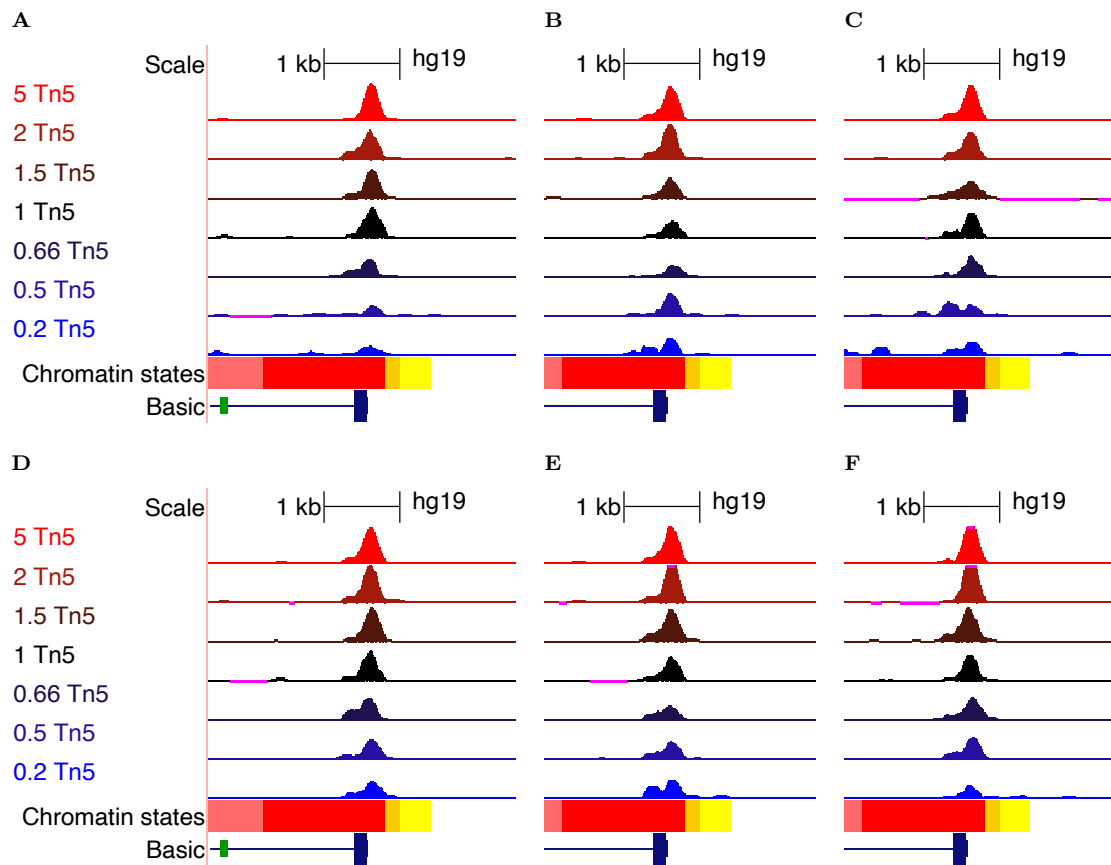 A B C
Scale 1 kb hg19 1 kb hg19 1 kb hg19
5 Tn5
2 Tn5
1.5 Tn5
1 Tn5
0.66 Tn5
0.5 Tn5
0.2 Tn5
Chromatin states
Basic
D E F
Scale 1 kb hg19 1 kb hg19 1 kb hg19
5 Tn5
2 Tn5
1.5 Tn5
1 Tn5
0.66 Tn5
0.5 Tn5
0.2 Tn5
Chromatin states
Basic